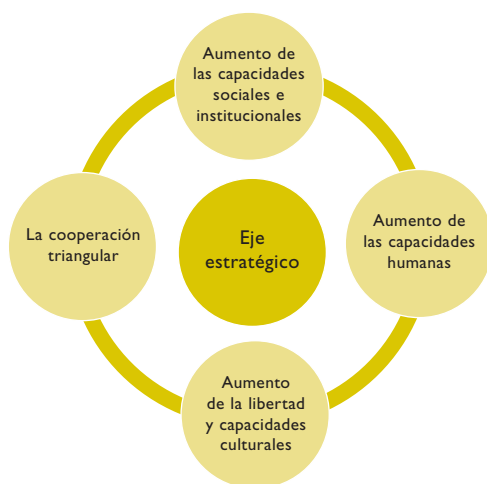 Aumento de
las capacidades
sociales e
institucionales
La cooperación
triangular
Eje
estratégico
Aumento de
las capacidades
humanas
Aumento
de la libertad
y capacidades
culturales